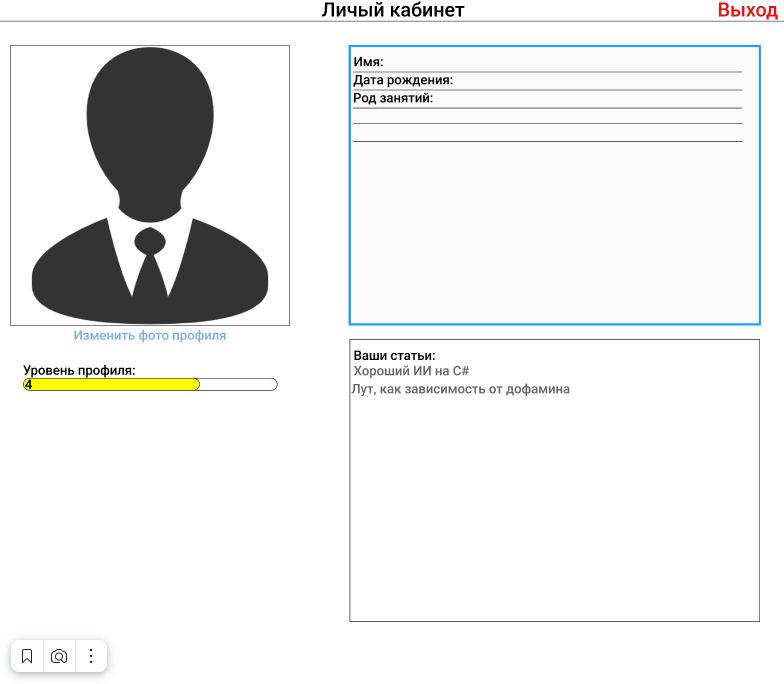 Личый кабинет
Выход
Имя:
Дата рождения:
Род занятий:
Изменить фото профиля
Уровень профиля:
4
Ваши статьи:
Хороший ИИ на C#
Лут, как зависимость от дофамина